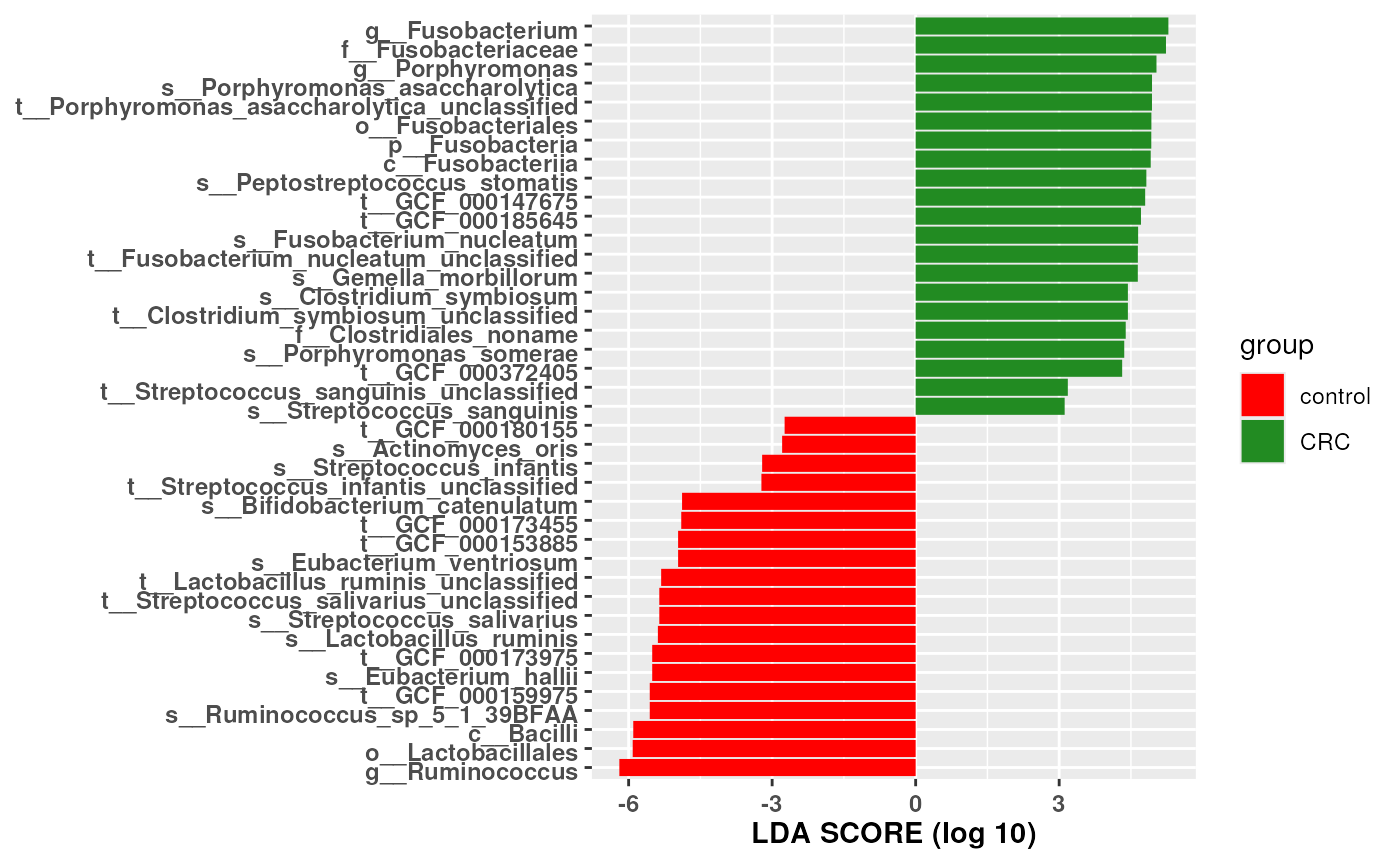 g__Fusobacterium
f__Fusobacteriaceae
g__Porphyromonas
s__Porphyromonas_asaccharolytica
t__Porphyromonas_asaccharolytica_unclassified
o__Fusobacteriales
p__Fusobacteria
c__Fusobacteriia
s__Peptostreptococcus_stomatis
t__GCF_000147675
t__GCF_000185645
s__Fusobacterium_nucleatum
t__Fusobacterium_nucleatum_unclassified
s__Gemella_morbillorum
s__Clostridium_symbiosum
t__Clostridium_symbiosum_unclassified
f__Clostridiales_noname
s__Porphyromonas_somerae
t__GCF_000372405
t__Streptococcus_sanguinis_unclassified
s__Streptococcus_sanguinis
t__GCF_000180155
s__Actinomyces_oris
s__Streptococcus_infantis
t__Streptococcus_infantis_unclassified
s__Bifidobacterium_catenulatum
t__GCF_000173455
t__GCF_000153885
s__Eubacterium_ventriosum
t__Lactobacillus_ruminis_unclassified
t__Streptococcus_salivarius_unclassified
s__Streptococcus_salivarius
s__Lactobacillus_ruminis
t__GCF_000173975
s__Eubacterium_hallii
t__GCF_000159975
s__Ruminococcus_sp_5_1_39BFAA
c__Bacilli
o__Lactobacillales
g__Ruminococcus
-6 -3 0 3
LDA SCORE (log 10)
group
control
CRC